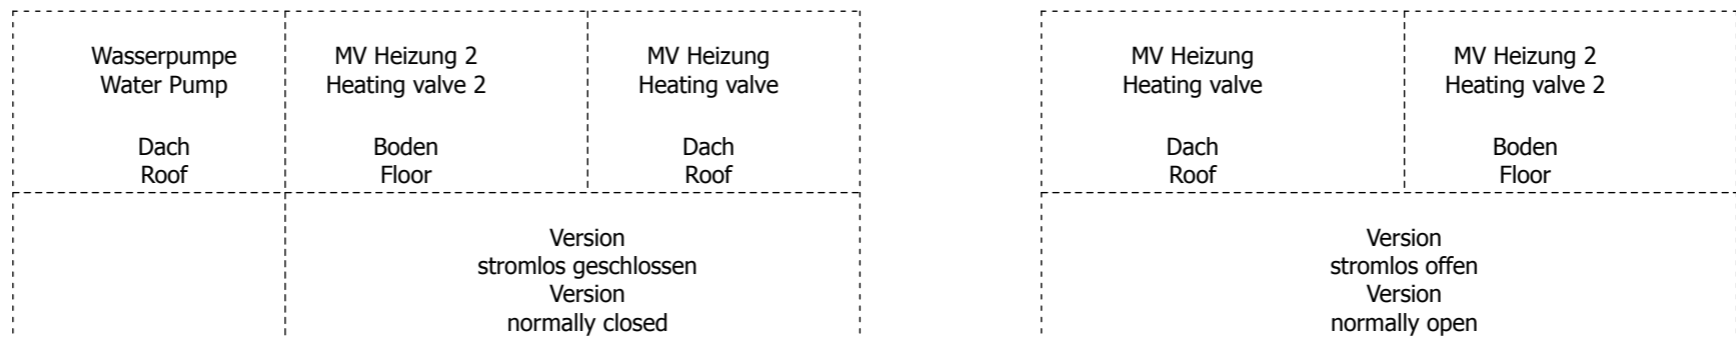 Wasserpumpe
Water Pump
Dach
Roof
MV Heizung 2
Heating valve 2
Boden
Floor
MV Heizung
Heating valve
Dach
Roof
Version
stromlos geschlossen
Version
normally closed
MV Heizung
Heating valve
Dach
Roof
MV Heizung 2
Heating valve 2
Boden
Floor
Version
stromlos offen
Version
normally open